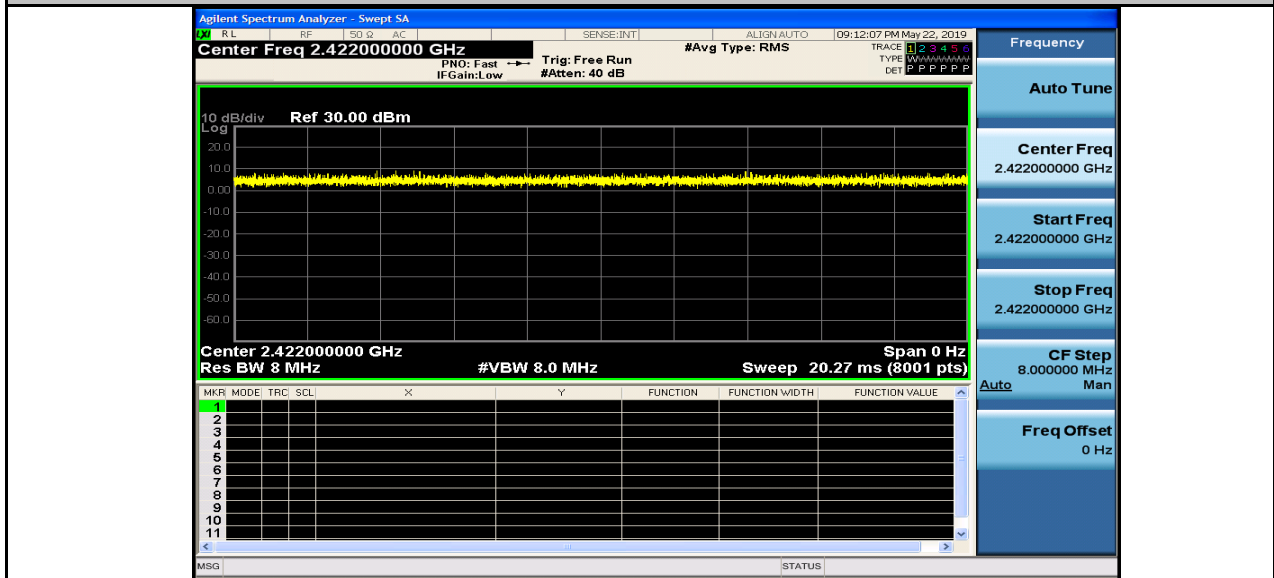 Agilent Spectrum Analyzer - Swept SA
LXI RL RF 50 Ω AC SENSE:INT ALIGN AUTO 09:12:07 PM May 22, 2019
Center Freq 2.422000000 GHz
PNO: Fast
IFGain:Low
Trig: Free Run
#Atten: 40 dB
#Avg Type: RMS
TRACE 1 2 3 4 5 6
TYPE WWWWWW
DET P P P P P P
10 dB/div Ref 30.00 dBm
Log
20.0
10.0
0.00
-10.0
-20.0
-30.0
-40.0
-50.0
-60.0
Center 2.422000000 GHz Span 0 Hz
Res BW 8 MHz #VBW 8.0 MHz Sweep 20.27 ms (8001 pts)
MKR MODE TRC SCL X Y FUNCTION FUNCTION WIDTH FUNCTION VALUE
1
2
3
4
5
6
7
8
9
10
11
MSG STATUS
Frequency
Auto Tune
Center Freq
2.422000000 GHz
Start Freq
2.422000000 GHz
Stop Freq
2.422000000 GHz
CF Step
8.000000 MHz
Auto Man
Freq Offset
0 Hz